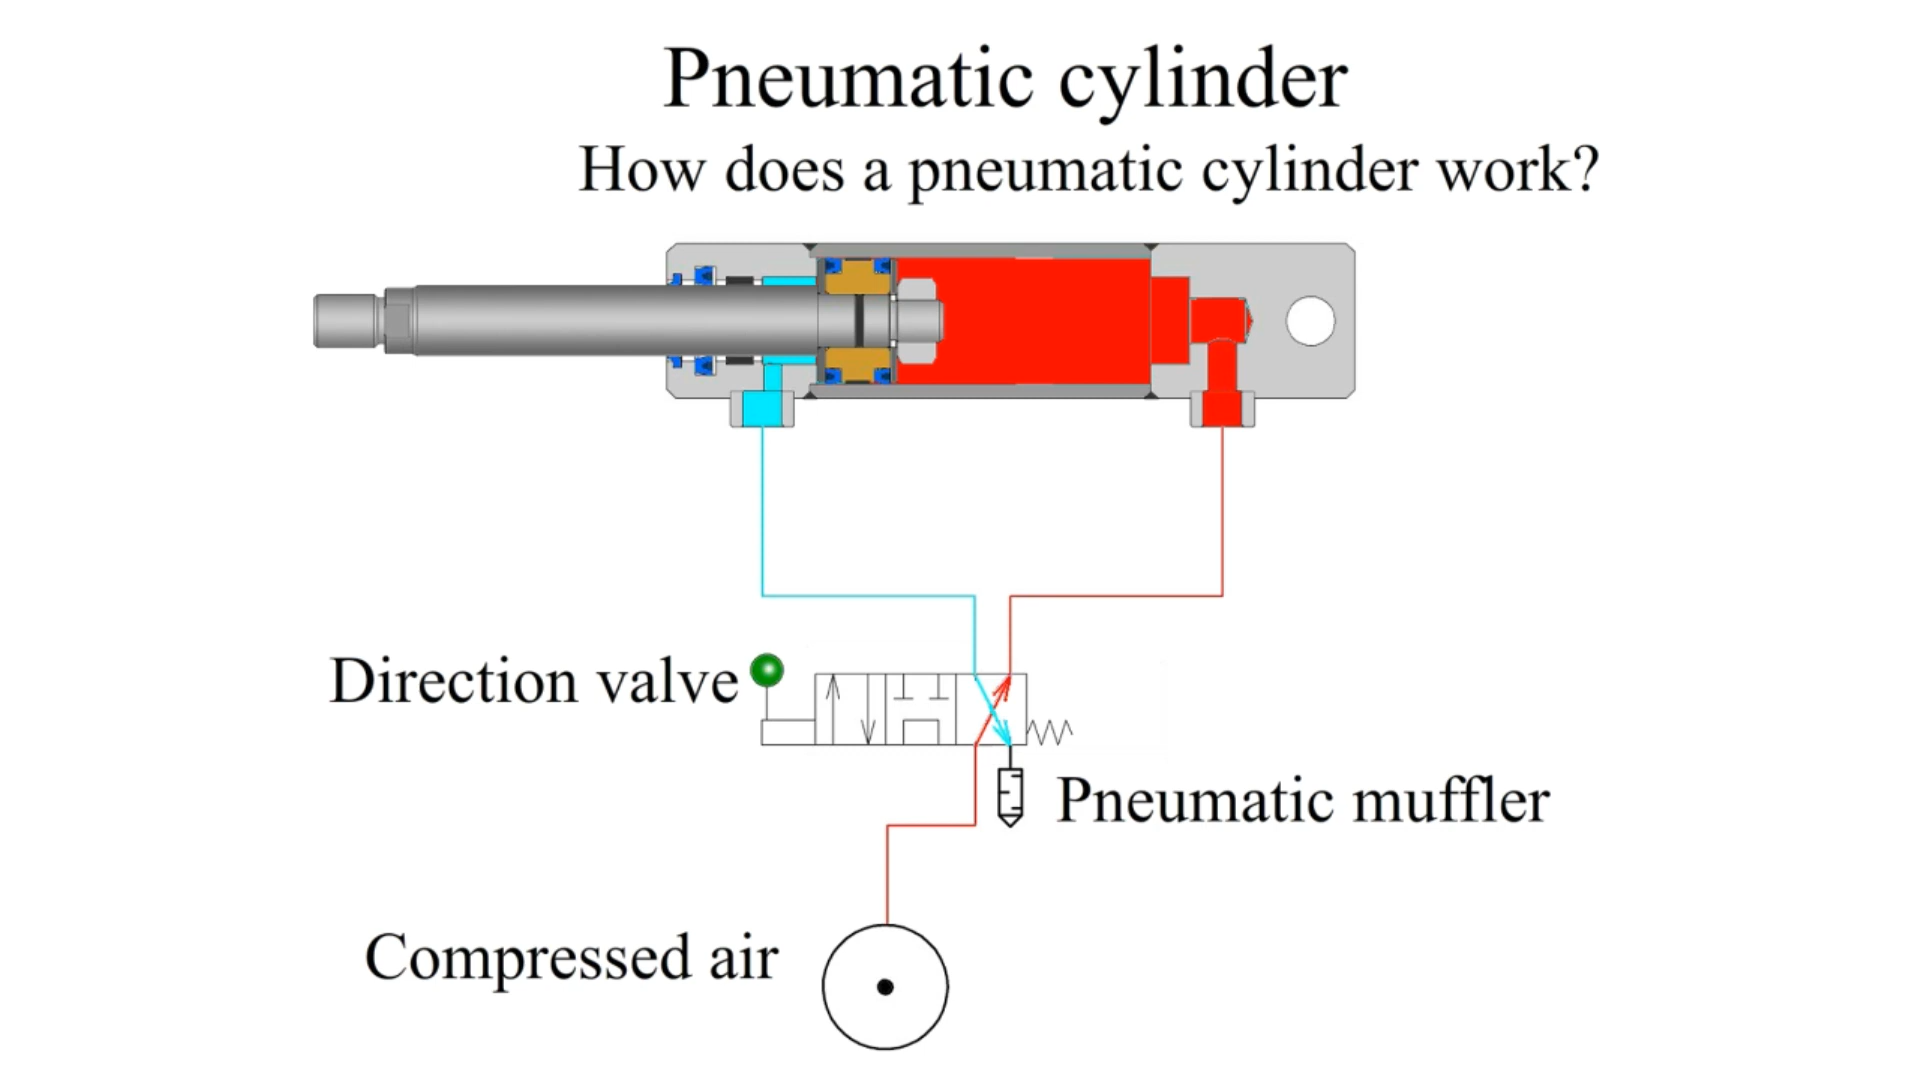 Pneumatic cylinder
How does a pneumatic cylinder work?
Direction valve
Pneumatic muffler
Compressed air